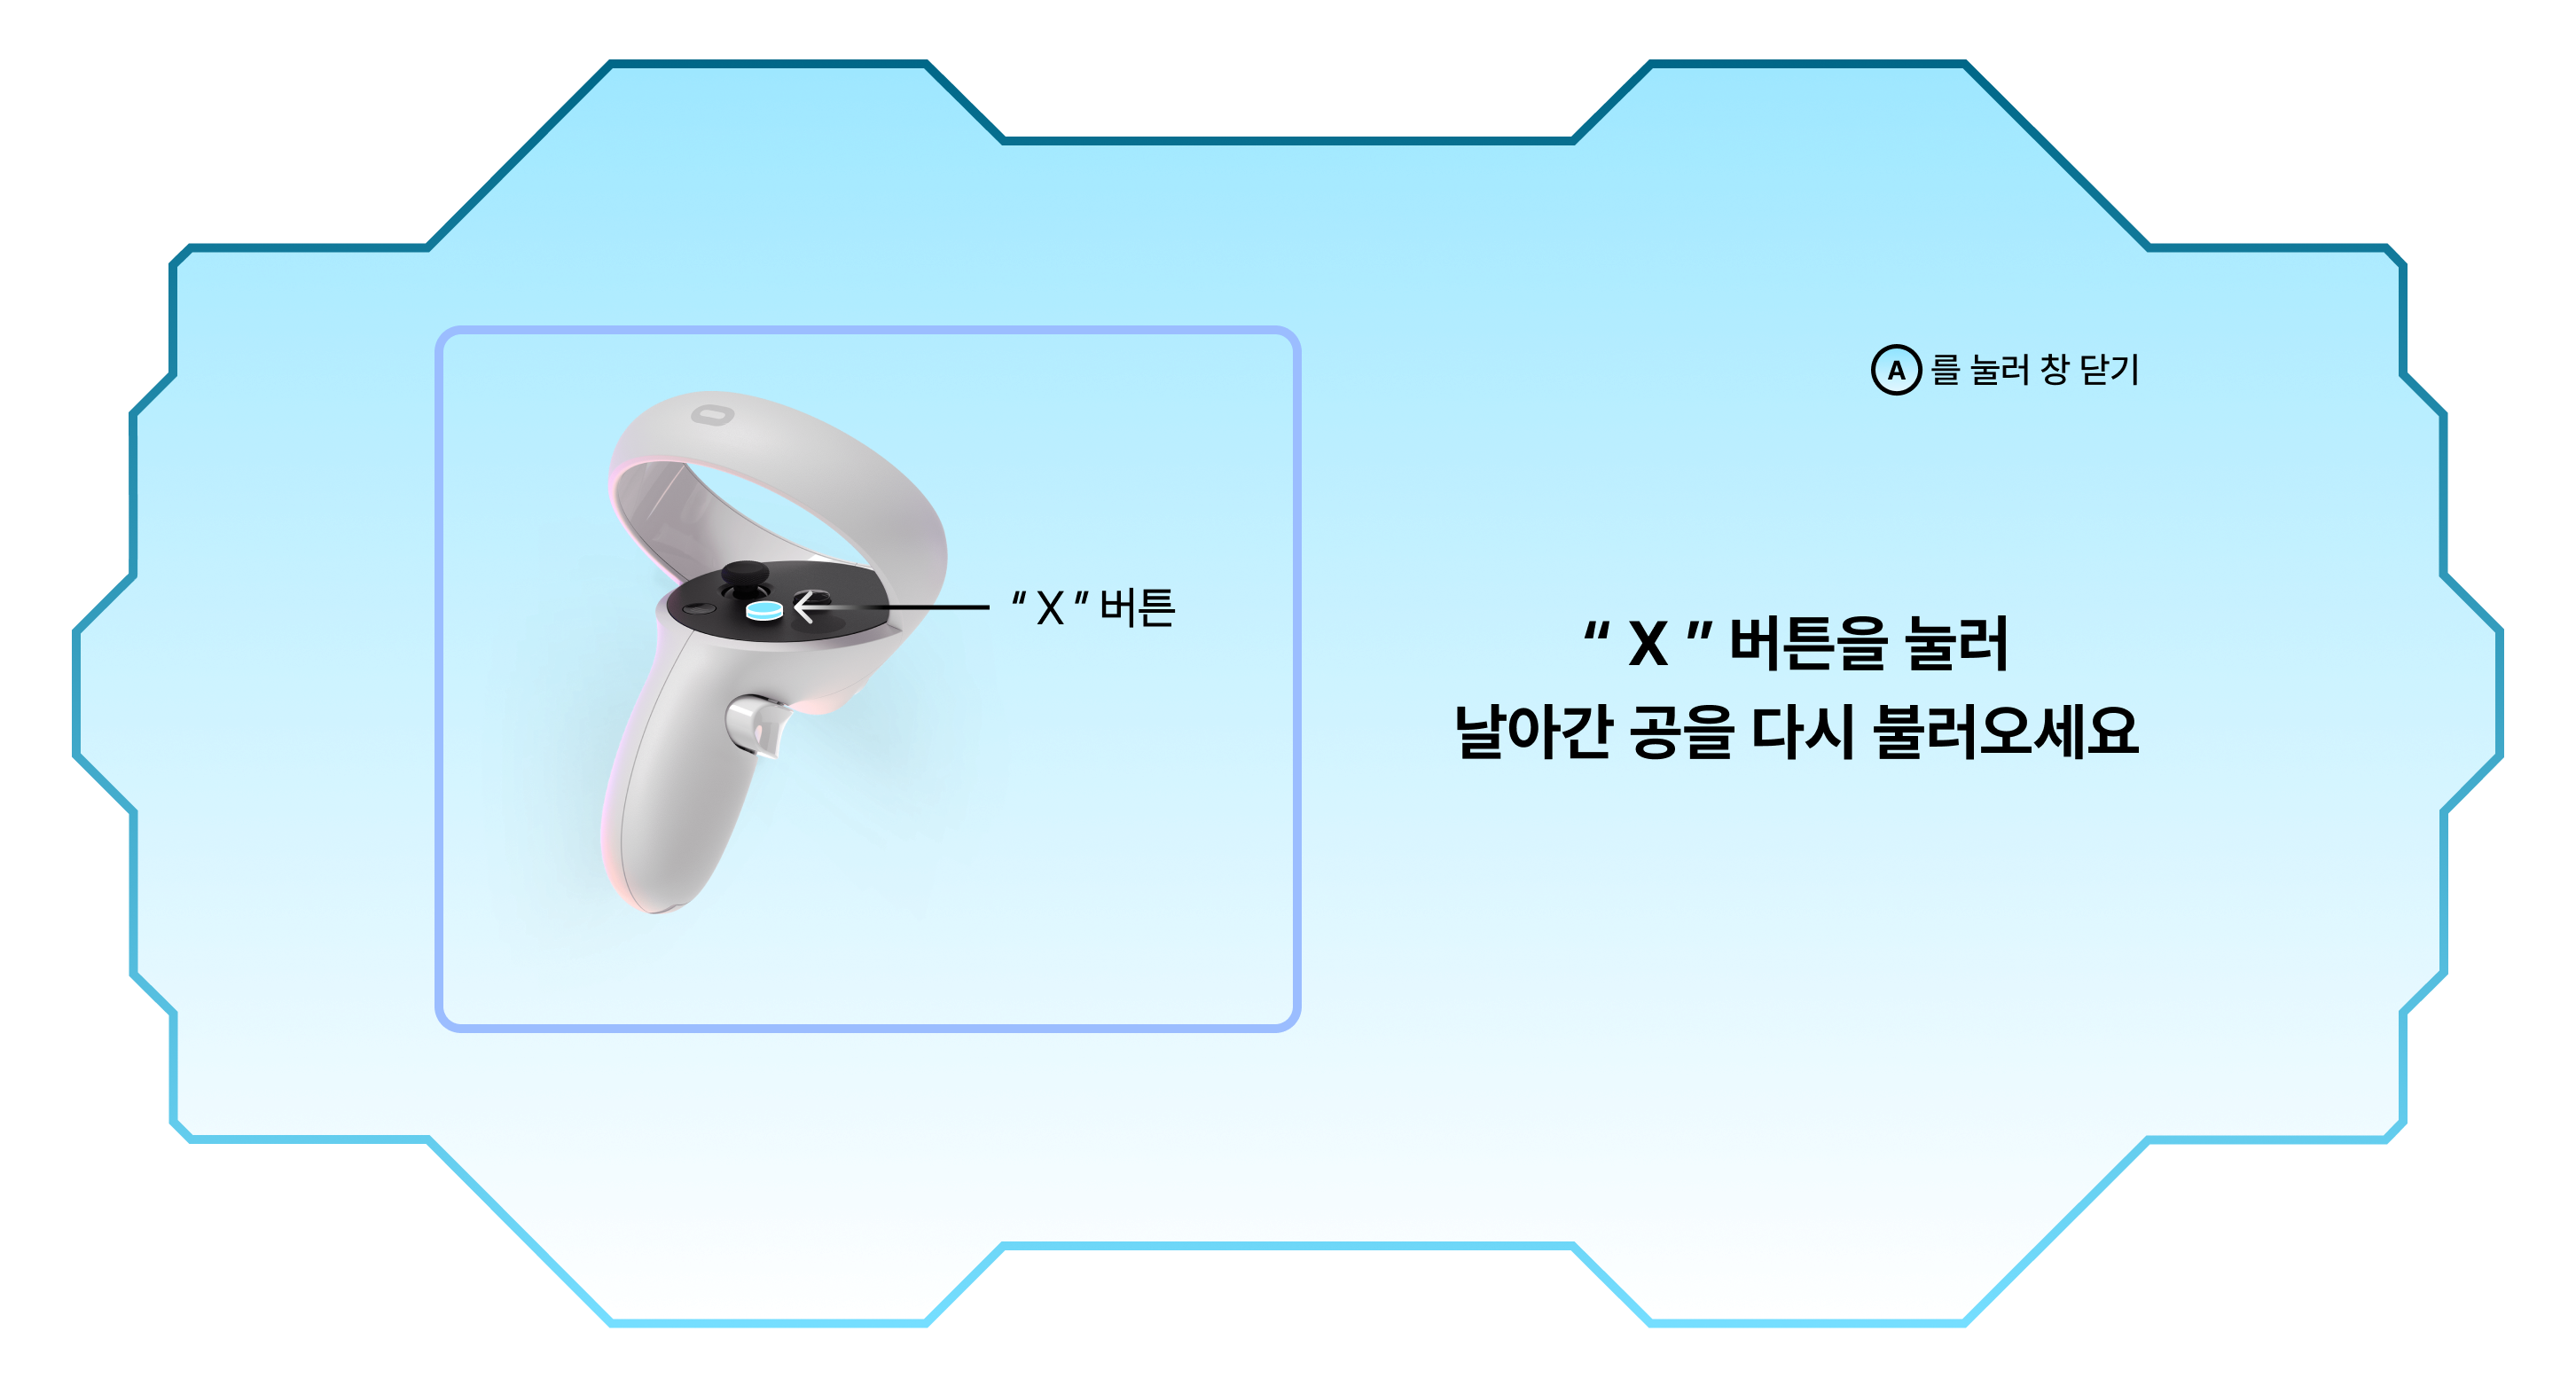 Ⓐ를 눌러 창 닫기
“ X ” 버튼
“ X ” 버튼을 눌러
날아간 공을 다시 불러오세요